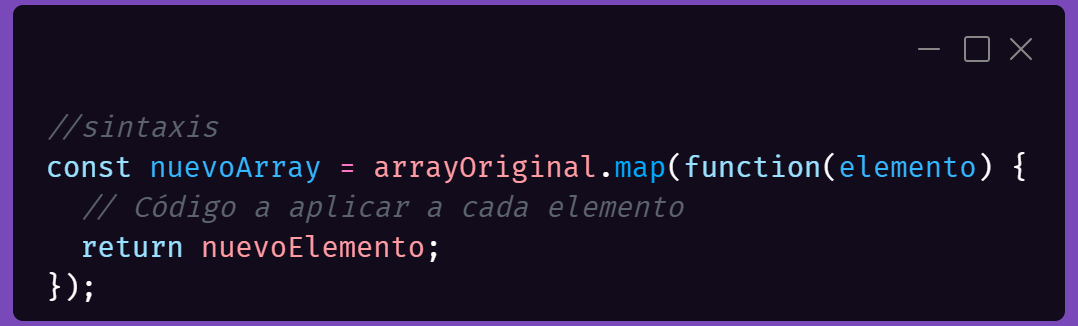 //sintaxis
const nuevoArray = arrayOriginal.map(function(elemento) {
  // Código a aplicar a cada elemento
  return nuevoElemento;
});